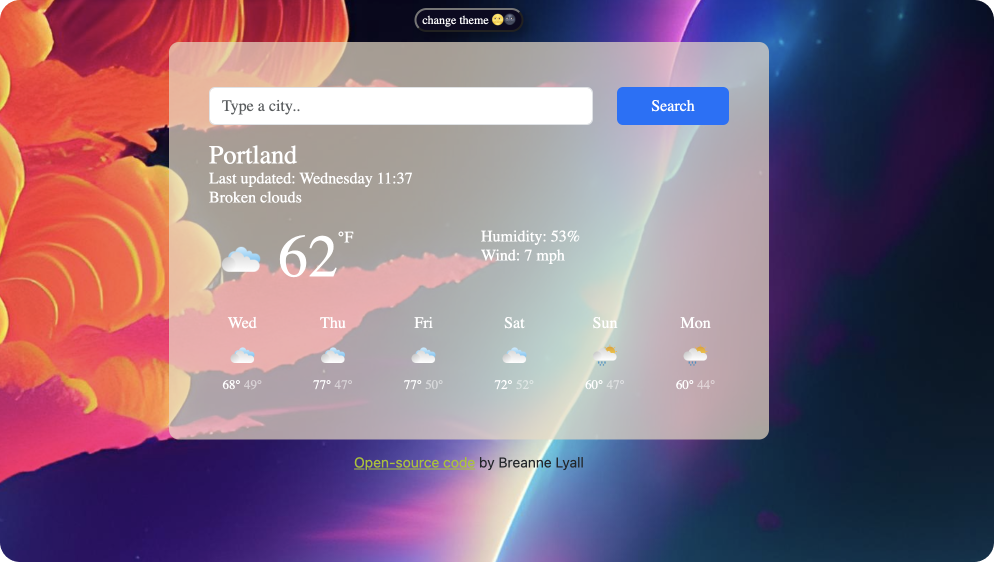 change theme 🌝🌚
Type a city.. Search
Portland
Last updated: Wednesday 11:37
Broken clouds
62 °F
Humidity: 53%
Wind: 7 mph
Wed Thu Fri Sat Sun Mon
68° 49° 77° 47° 77° 50° 72° 52° 60° 47° 60° 44°
Open-source code by Breanne Lyall